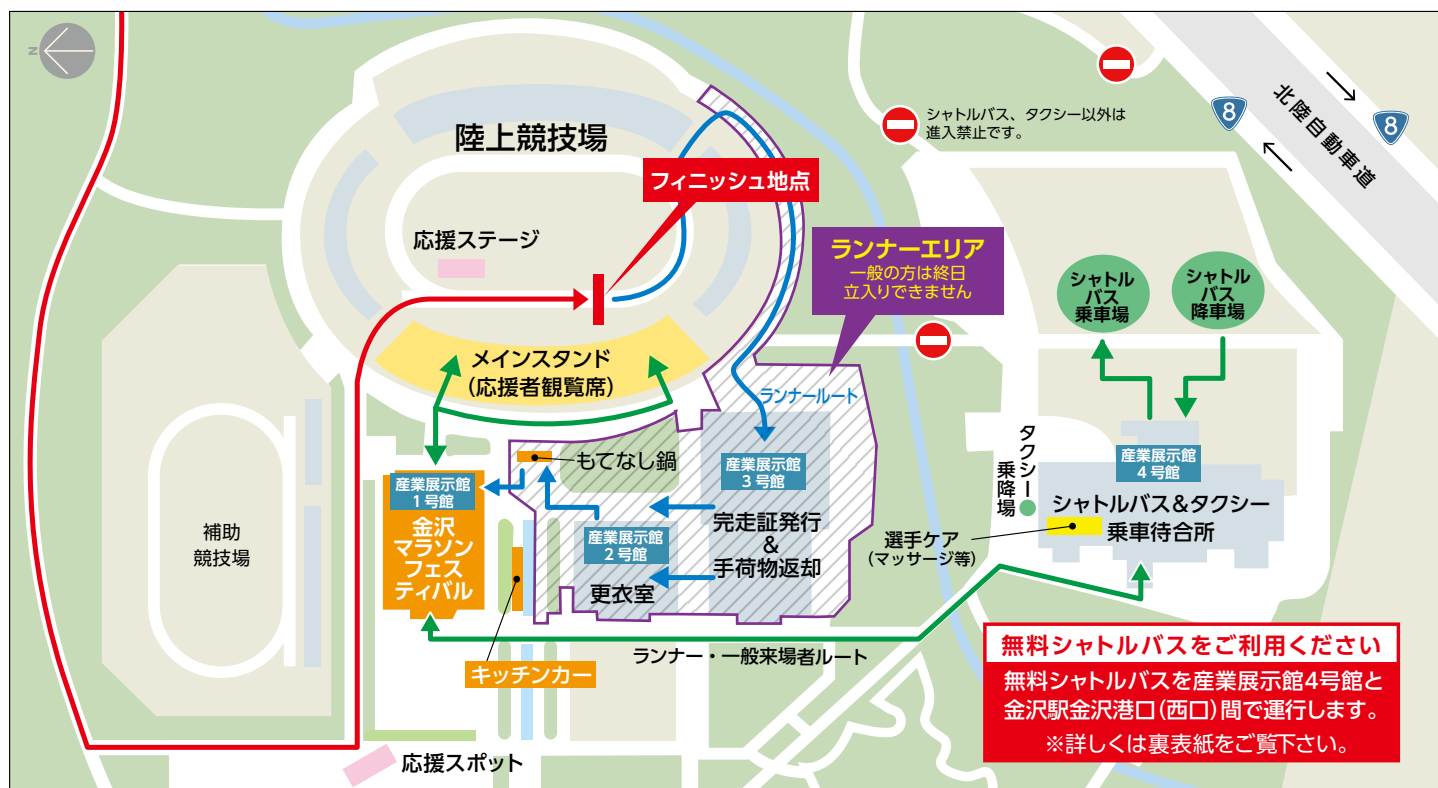 N
陸上競技場
フィニッシュ地点
応援ステージ
メインスタンド
(応援者観覧席)
シャトルバス、タクシー以外は
進入禁止です。
8
北陸自動車道
8
ランナーエリア
一般の方は終日
立入りできません
シャトル
バス
乗車場
シャトル
バス
降車場
ランナールート
もてなし鍋
産業展示館
1号館
金沢
マラソン
フェス
ティバル
産業展示館
2号館
更衣室
産業展示館
3号館
完走証発行
&
手荷物返却
タクシー
乗降場
産業展示館
4号館
シャトルバス&タクシー
乗車待合所
選手ケア
(マッサージ等)
補助
競技場
キッチンカー
ランナー・一般来場者ルート
応援スポット
無料シャトルバスをご利用ください
無料シャトルバスを産業展示館4号館と
金沢駅金沢港口(西口)間で運行します。
※詳しくは裏表紙をご覧下さい。